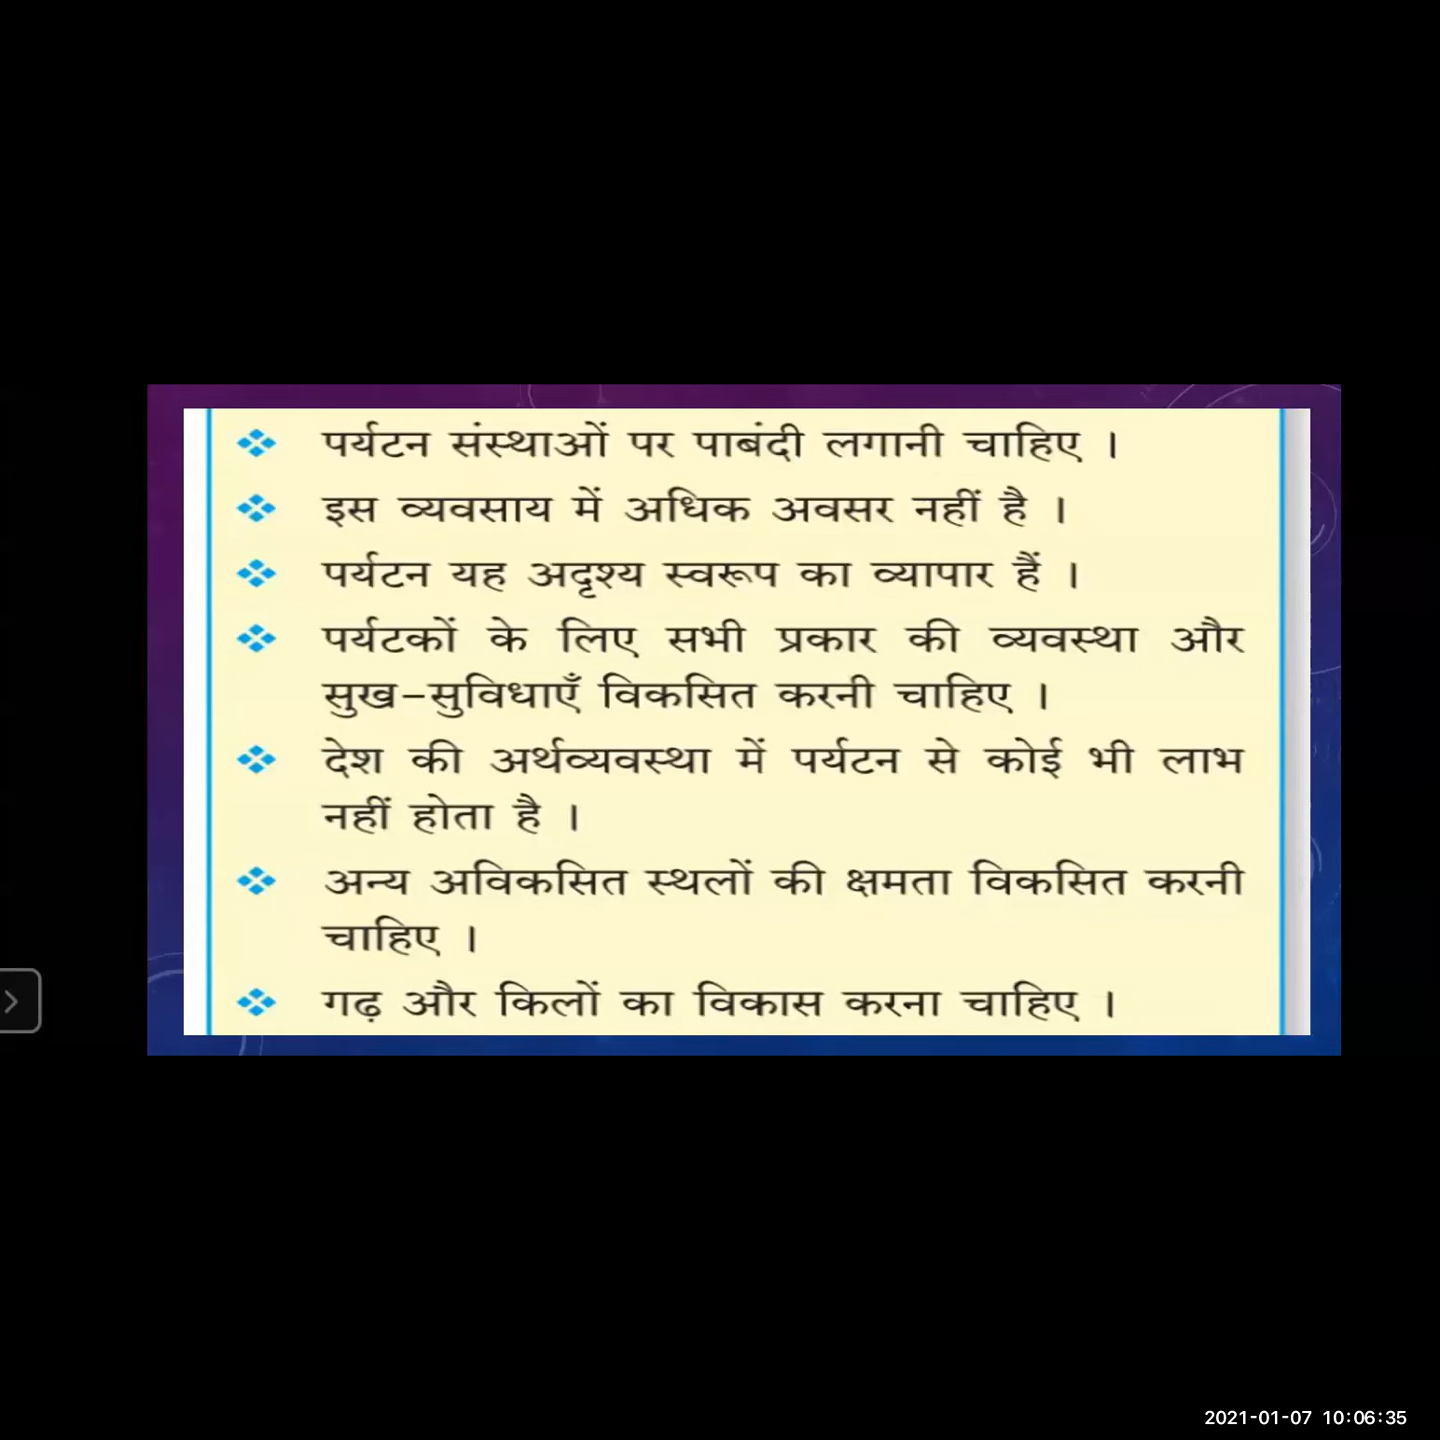 पर्यटन संस्थाओं पर पाबंदी लगानी चाहिए ।
इस व्यवसाय में अधिक अवसर नहीं है ।
पर्यटन यह अदृश्य स्वरूप का व्यापार हैं ।
पर्यटकों के लिए सभी प्रकार की व्यवस्था और
सुख-सुविधाएँ विकसित करनी चाहिए ।
देश की अर्थव्यवस्था में पर्यटन से कोई भी लाभ
नहीं होता है ।
अन्य अविकसित स्थलों की क्षमता विकसित करनी
चाहिए ।
गढ़ और किलों का विकास करना चाहिए ।
2021-01-07 10:06:35